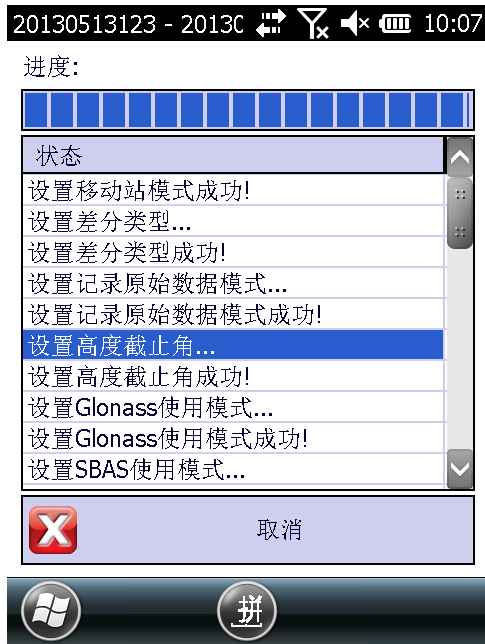 20130513123 - 20130 10:07
进度:
状态
设置移动站模式成功!
设置差分类型...
设置差分类型成功!
设置记录原始数据模式...
设置记录原始数据模式成功!
设置高度截止角...
设置高度截止角成功!
设置Glonass使用模式...
设置Glonass使用模式成功!
设置SBAS使用模式...
取消
拼